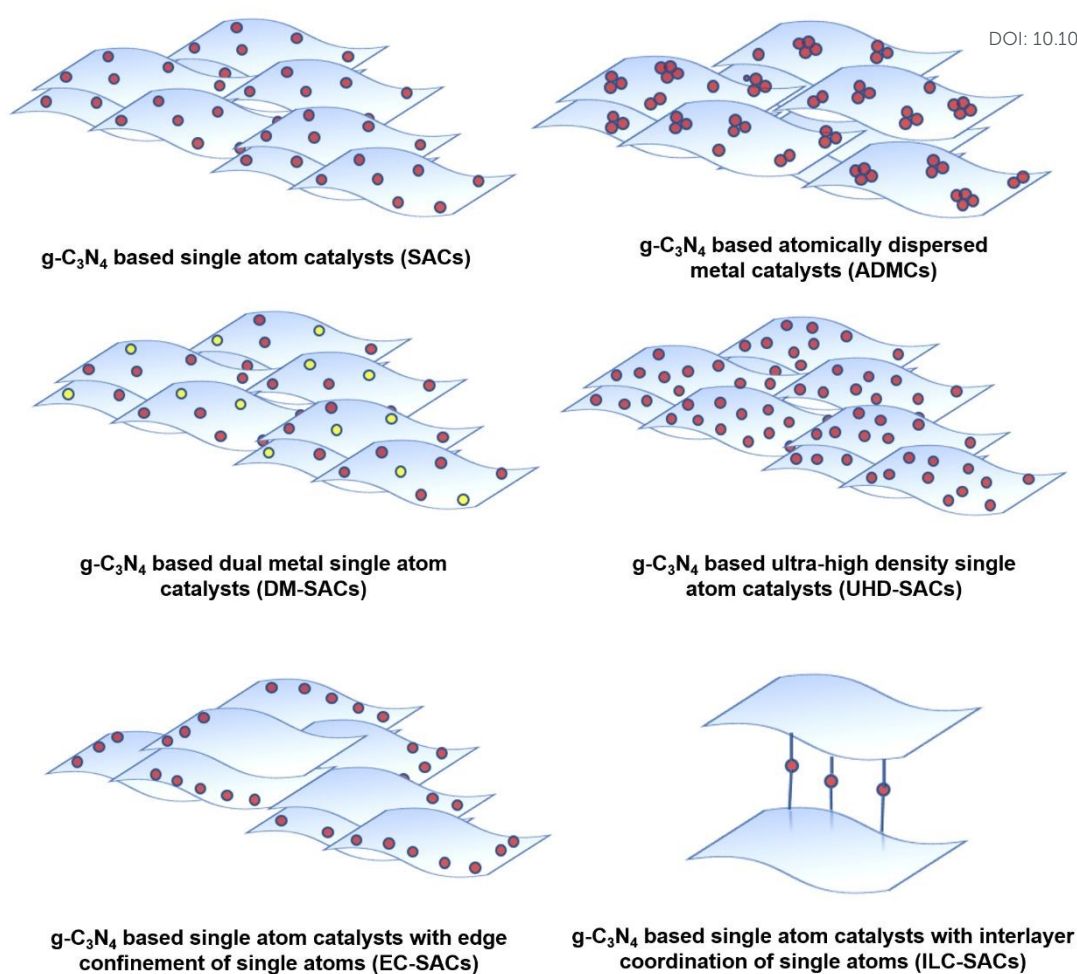 DOI: 10.10
g-C₃N₄ based single atom catalysts (SACs)
g-C₃N₄ based atomically dispersed
metal catalysts (ADMCs)
g-C₃N₄ based dual metal single atom
catalysts (DM-SACs)
g-C₃N₄ based ultra-high density single
atom catalysts (UHD-SACs)
g-C₃N₄ based single atom catalysts with edge
confinement of single atoms (EC-SACs)
g-C₃N₄ based single atom catalysts with interlayer
coordination of single atoms (ILC-SACs)